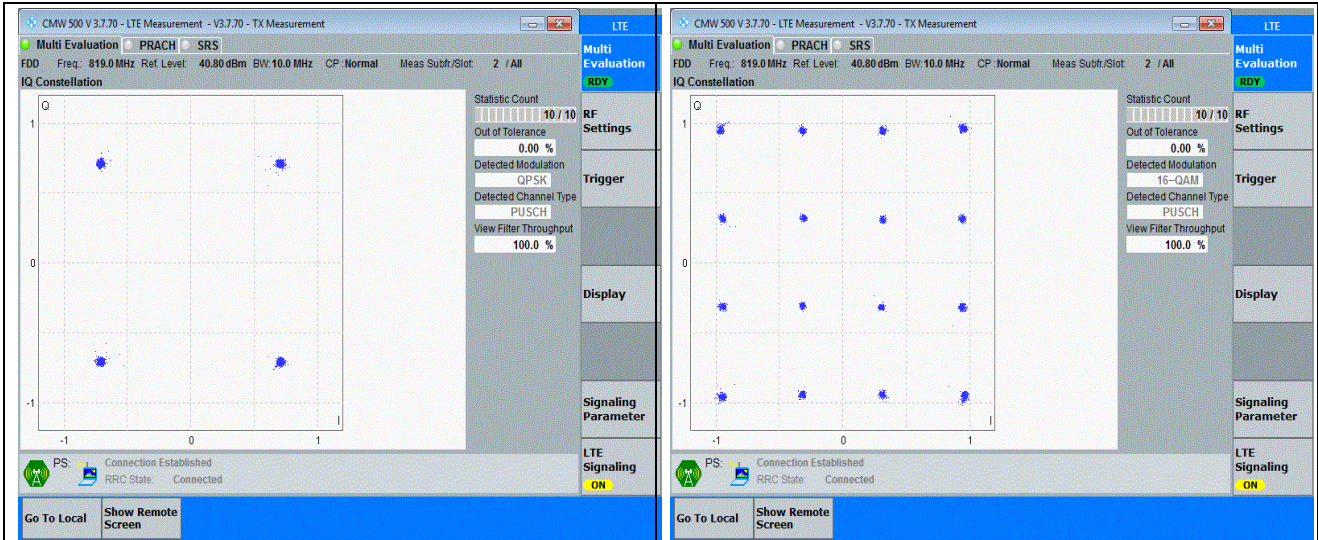 CMW 500 V 3.7.70 - LTE Measurement - V3.7.70 - TX Measurement
LTE
Multi Evaluation PRACH SRS
Multi
Evaluation
RDY
FDD Freq.: 819.0 MHz Ref. Level: 40.80 dBm BW: 10.0 MHz CP :Normal Meas Subfr./Slot: 2 / All
IQ Constellation
Q
1
0
-1
-1
0
1
I
Statistic Count
10 / 10
Out of Tolerance
0.00 %
Detected Modulation
QPSK
Detected Channel Type
PUSCH
View Filter Throughput
100.0 %
RF
Settings
Trigger
Display
Signaling
Parameter
LTE
Signaling
ON
PS: Connection Established
RRC State: Connected
Go To Local
Show Remote
Screen
CMW 500 V 3.7.70 - LTE Measurement - V3.7.70 - TX Measurement
LTE
Multi Evaluation PRACH SRS
Multi
Evaluation
RDY
FDD Freq.: 819.0 MHz Ref. Level: 40.80 dBm BW: 10.0 MHz CP :Normal Meas Subfr./Slot: 2 / All
IQ Constellation
Q
1
0
-1
-1
0
1
I
Statistic Count
10 / 10
Out of Tolerance
0.00 %
Detected Modulation
16-QAM
Detected Channel Type
PUSCH
View Filter Throughput
100.0 %
RF
Settings
Trigger
Display
Signaling
Parameter
LTE
Signaling
ON
PS: Connection Established
RRC State: Connected
Go To Local
Show Remote
Screen